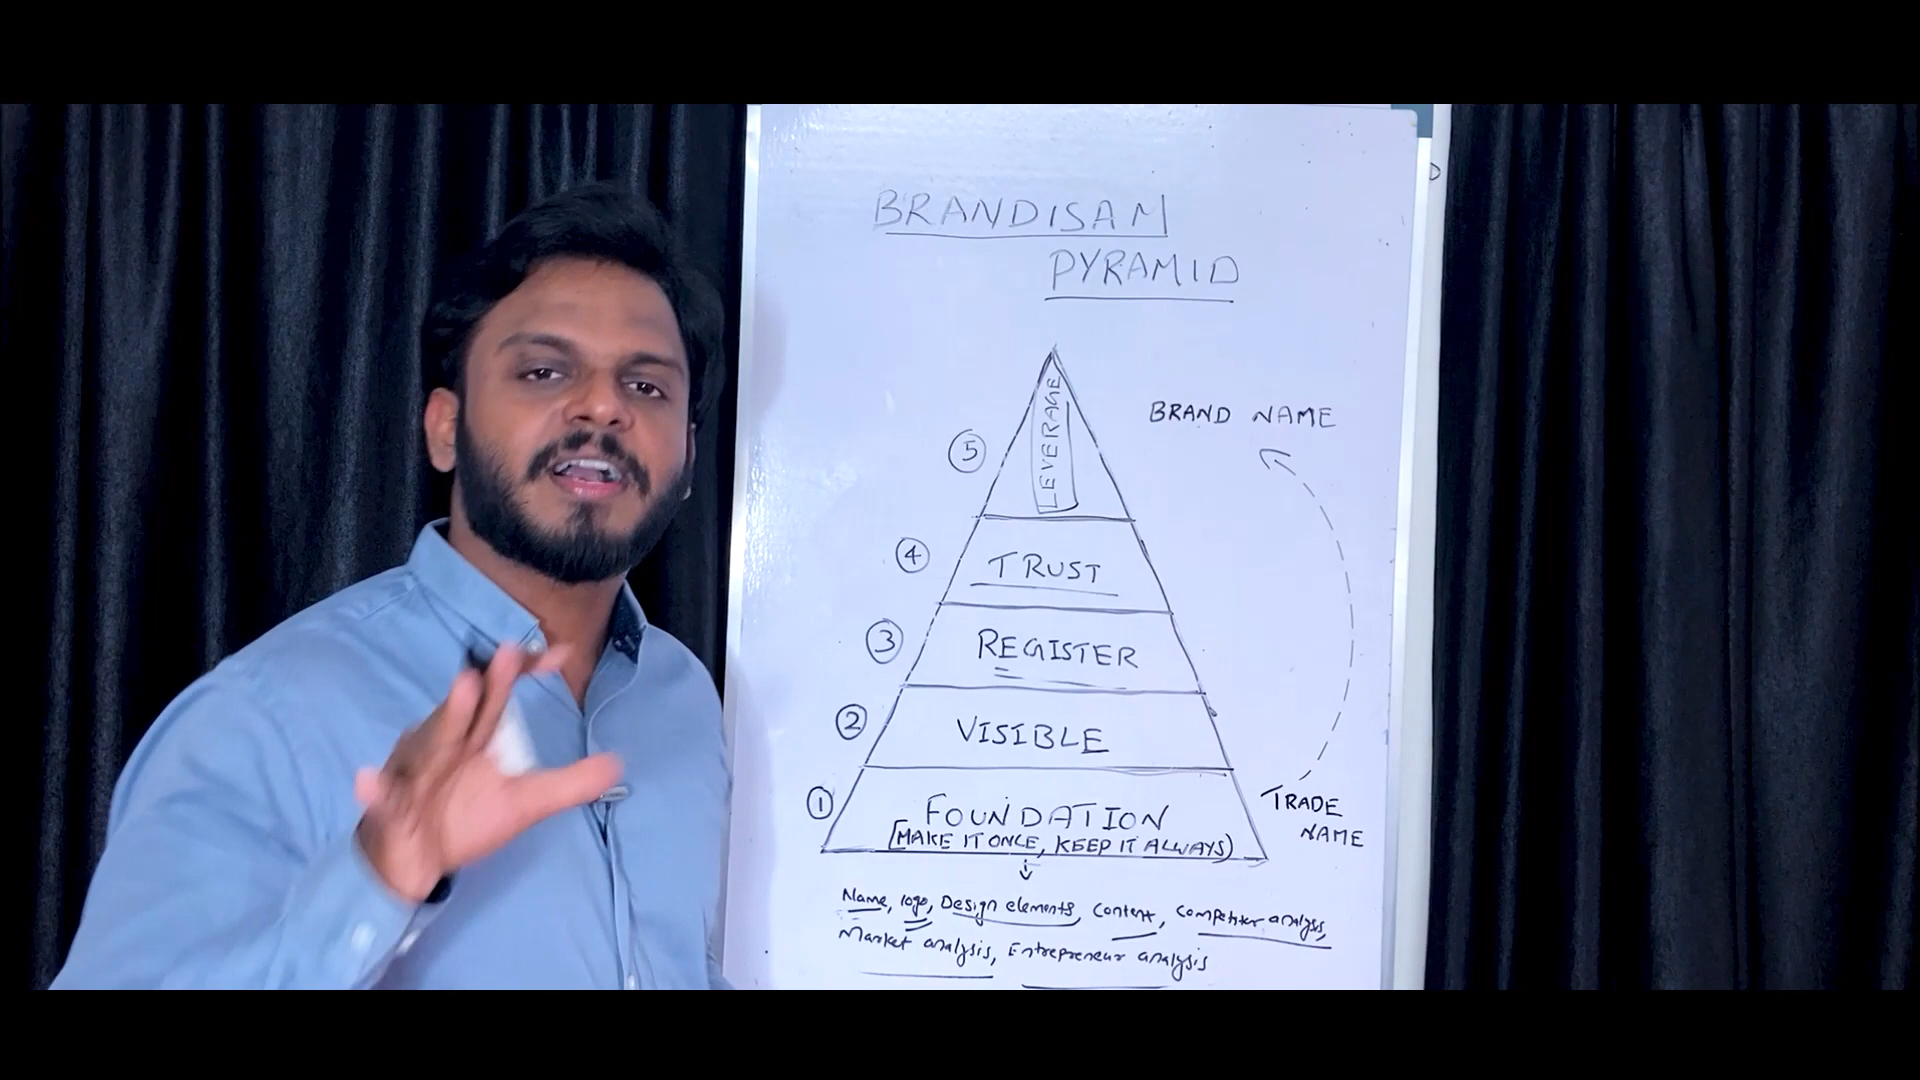 BRANDISAM
PYRAMID
BRAND NAME
5 LEVERAGE
4 TRUST
3 REGISTER
2 VISIBLE
1 FOUNDATION
[MAKE IT ONCE, KEEP IT ALWAYS)
TRADE
NAME
Name, logo, Design elements, Content, Competiter analysis,
Market analysis, Entrepreneur analysis